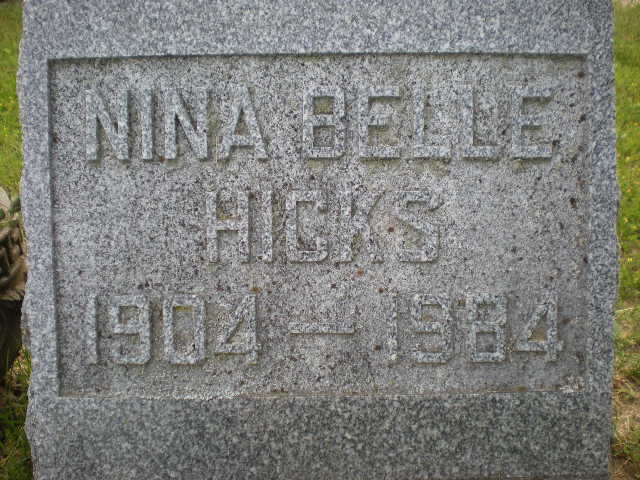 NINA BELLE
HICKS
1904 — 1984